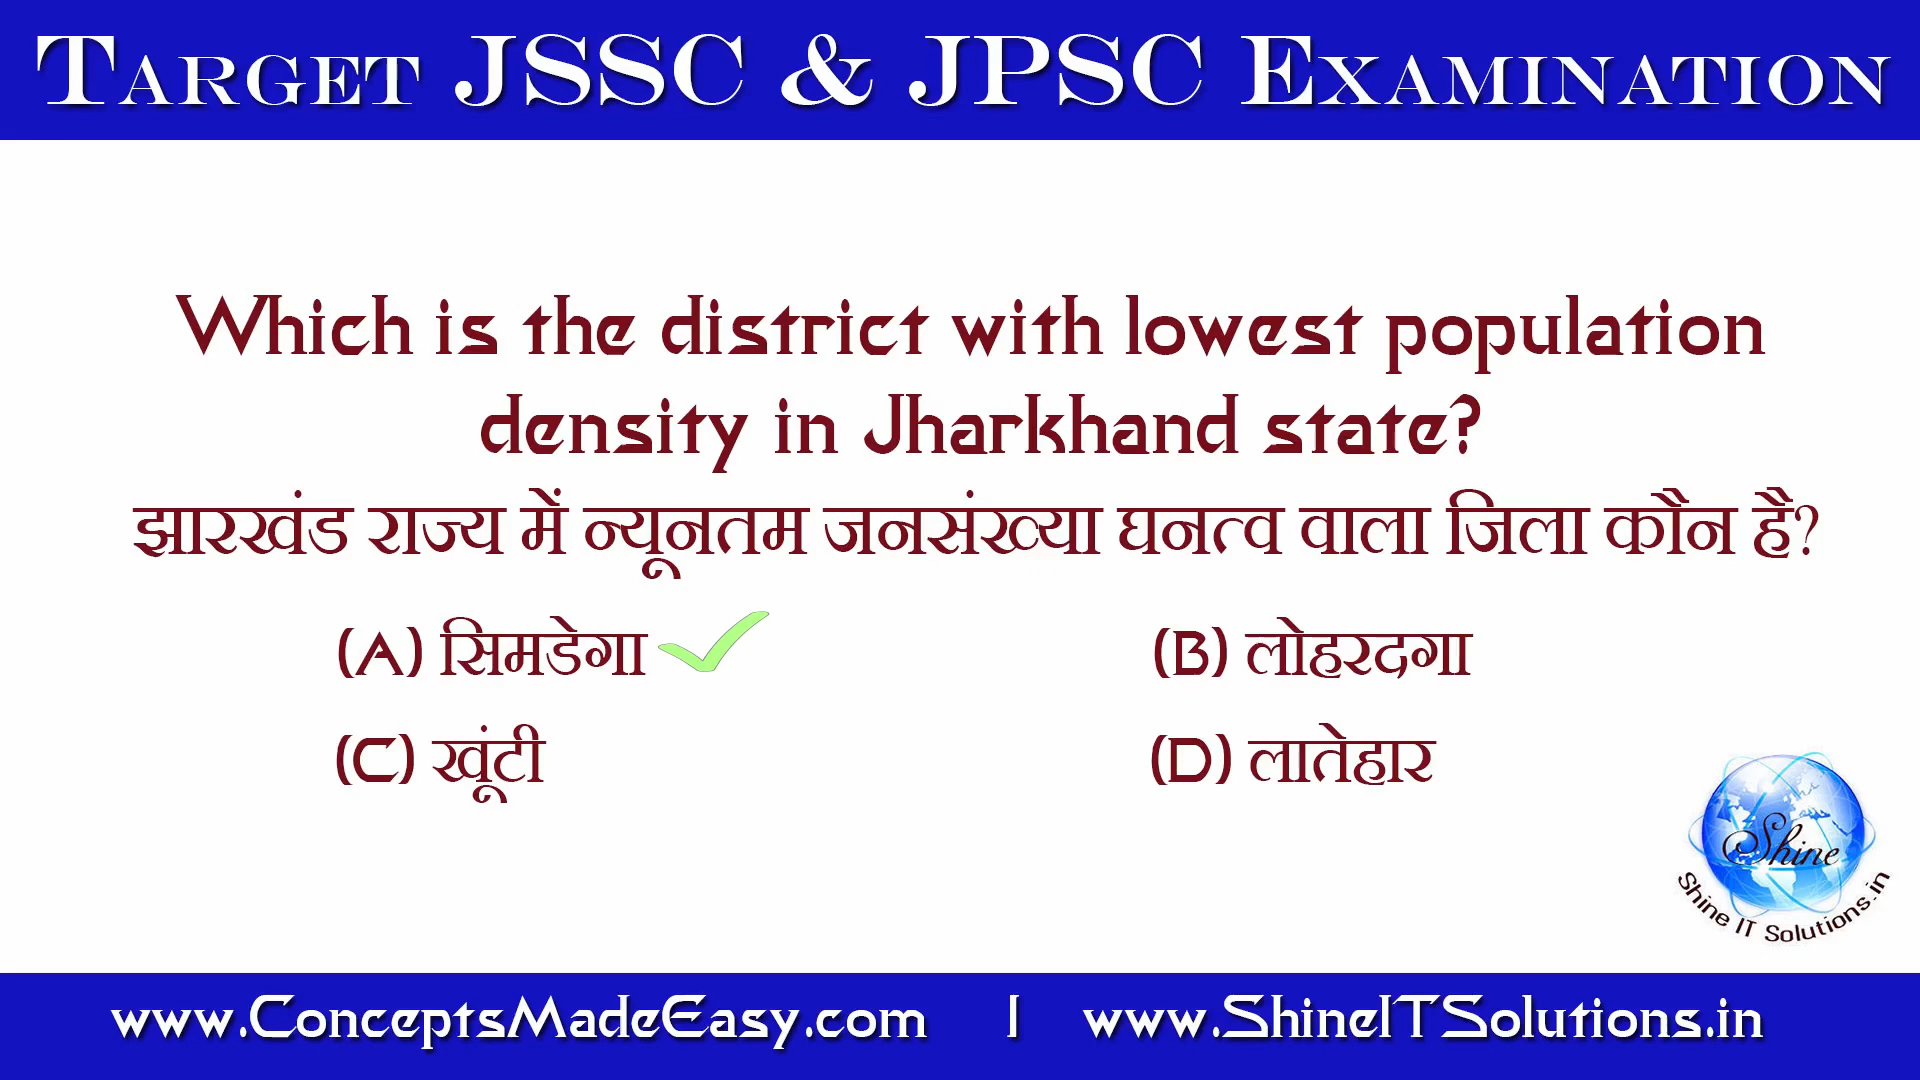 Target JSSC & JPSC Examination
Which is the district with lowest population
density in Jharkhand state?
झारखंड राज्य में न्यूनतम जनसंख्या घनत्व वाला जिला कौन है?
(A) सिमडेगा (B) लोहरदगा
(C) खूंटी (D) लातेहार
Shine
Shine IT Solutions.in
www.ConceptsMadeEasy.com | www.ShineITSolutions.in